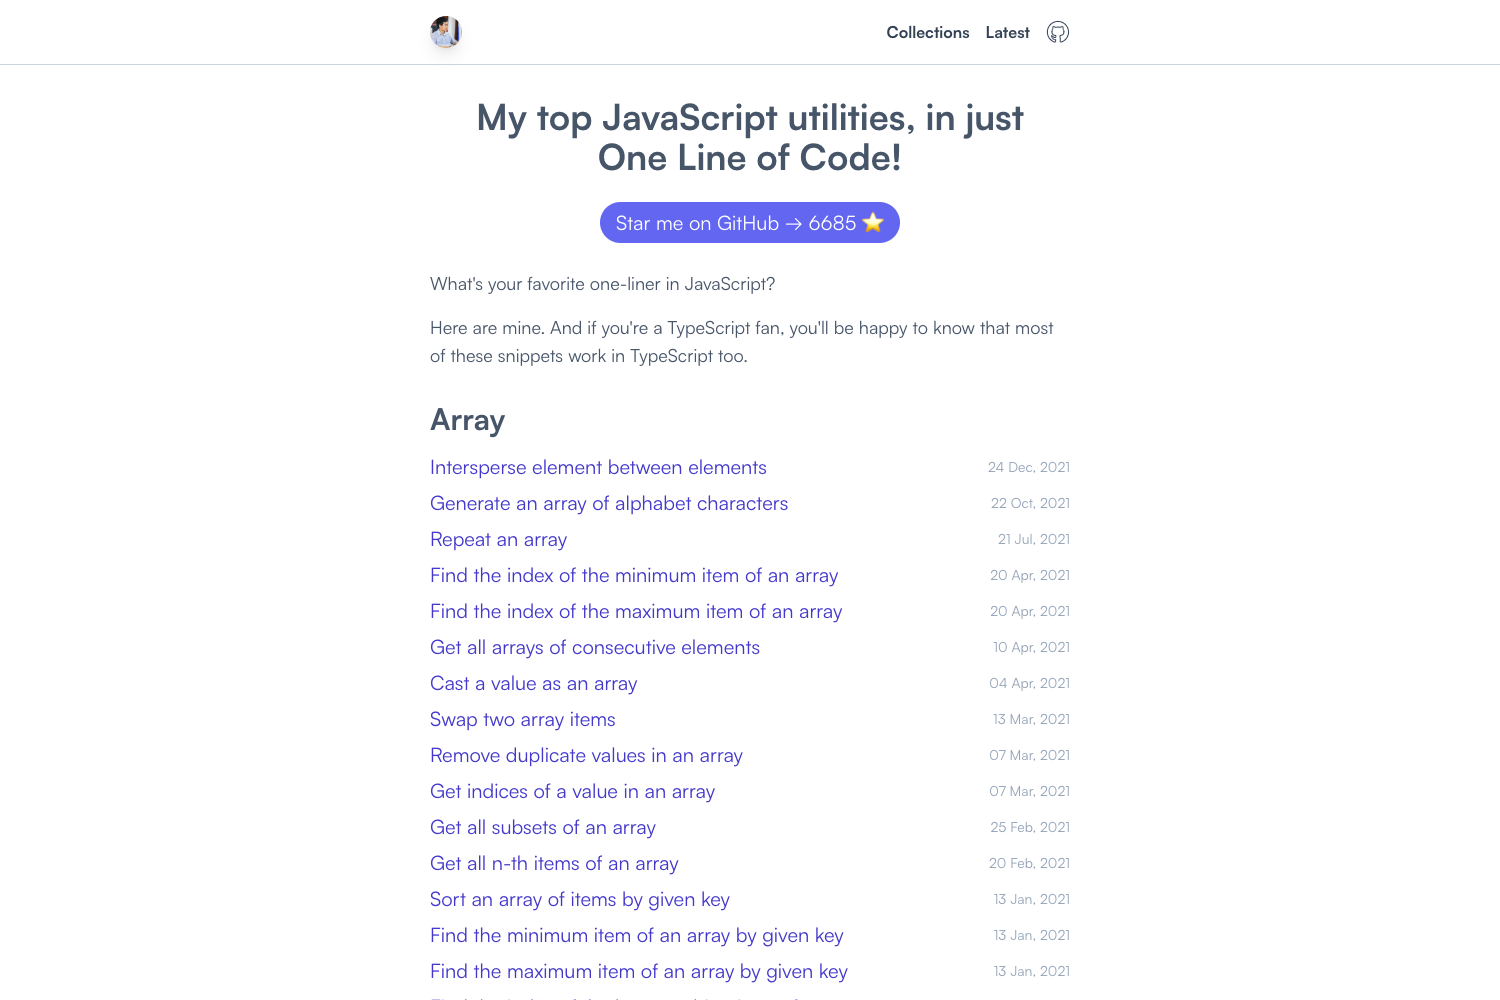 Collections Latest
My top JavaScript utilities, in just
One Line of Code!
Star me on GitHub → 6685 ⭐
What's your favorite one-liner in JavaScript?
Here are mine. And if you're a TypeScript fan, you'll be happy to know that most
of these snippets work in TypeScript too.
Array
Intersperse element between elements 24 Dec, 2021
Generate an array of alphabet characters 22 Oct, 2021
Repeat an array 21 Jul, 2021
Find the index of the minimum item of an array 20 Apr, 2021
Find the index of the maximum item of an array 20 Apr, 2021
Get all arrays of consecutive elements 10 Apr, 2021
Cast a value as an array 04 Apr, 2021
Swap two array items 13 Mar, 2021
Remove duplicate values in an array 07 Mar, 2021
Get indices of a value in an array 07 Mar, 2021
Get all subsets of an array 25 Feb, 2021
Get all n-th items of an array 20 Feb, 2021
Sort an array of items by given key 13 Jan, 2021
Find the minimum item of an array by given key 13 Jan, 2021
Find the maximum item of an array by given key 13 Jan, 2021